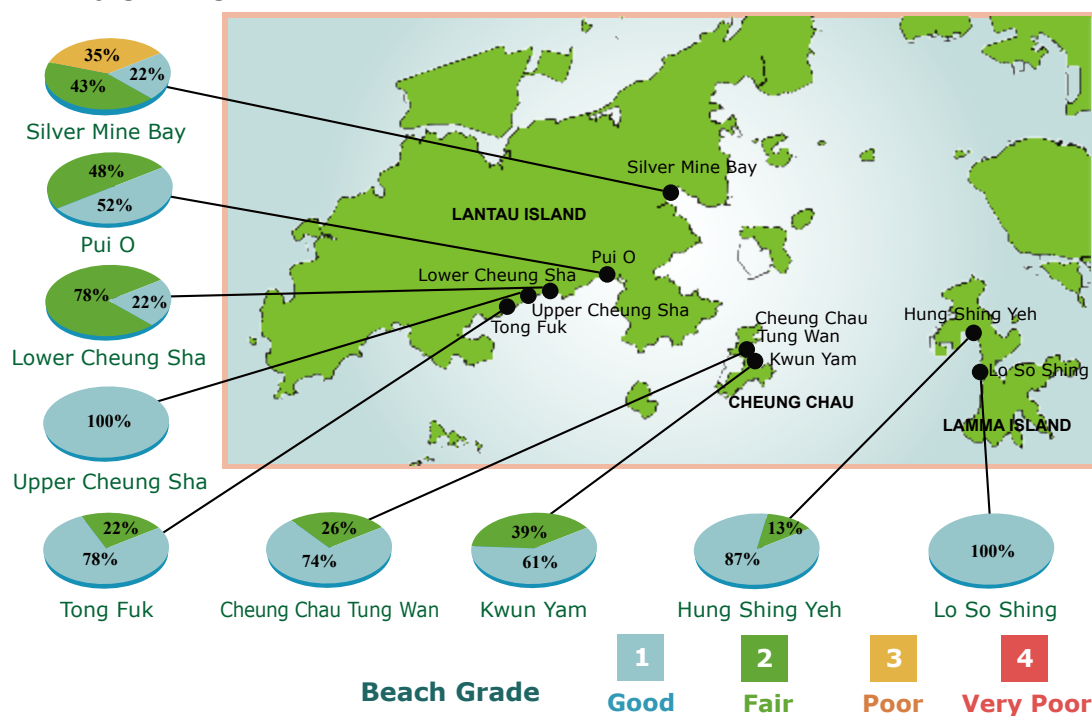 35%
22%
43%
Silver Mine Bay
48%
52%
Pui O
78%
22%
Lower Cheung Sha
100%
Upper Cheung Sha
22%
78%
Tong Fuk
26%
74%
Cheung Chau Tung Wan
39%
61%
Kwun Yam
13%
87%
Hung Shing Yeh
100%
Lo So Shing
Silver Mine Bay
LANTAU ISLAND
Pui O
Lower Cheung Sha
Upper Cheung Sha
Tong Fuk
Cheung Chau
Tung Wan
Kwun Yam
CHEUNG CHAU
Hung Shing Yeh
Lo So Shing
LAMMA ISLAND
Beach Grade
1
Good
2
Fair
3
Poor
4
Very Poor